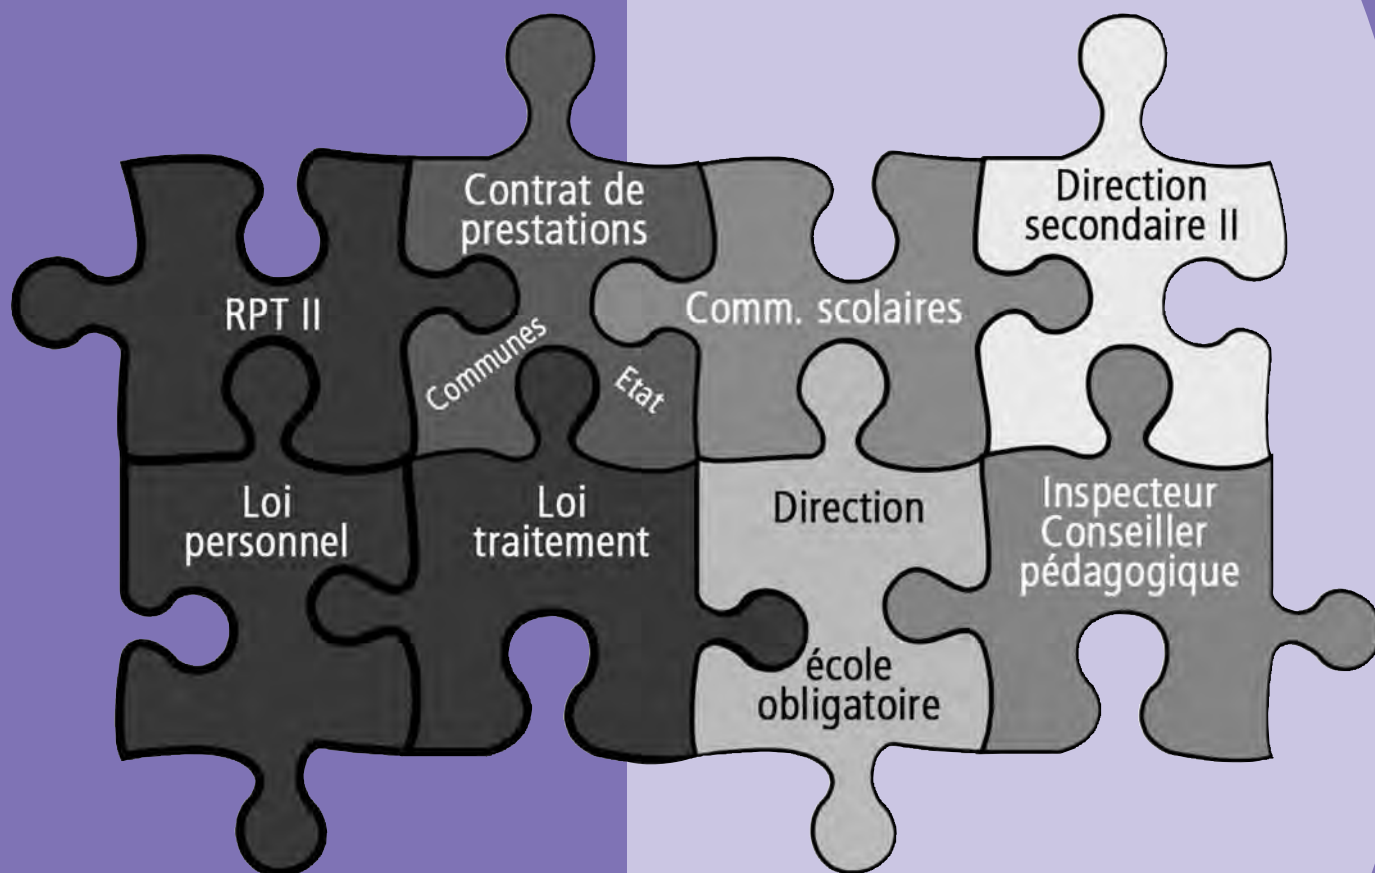 Contrat de
prestations
Direction
secondaire II
RPT II
Comm. scolaires
Communes
Etat
Loi
personnel
Loi
traitement
Direction
école
obligatoire
Inspecteur
Conseiller
pédagogique